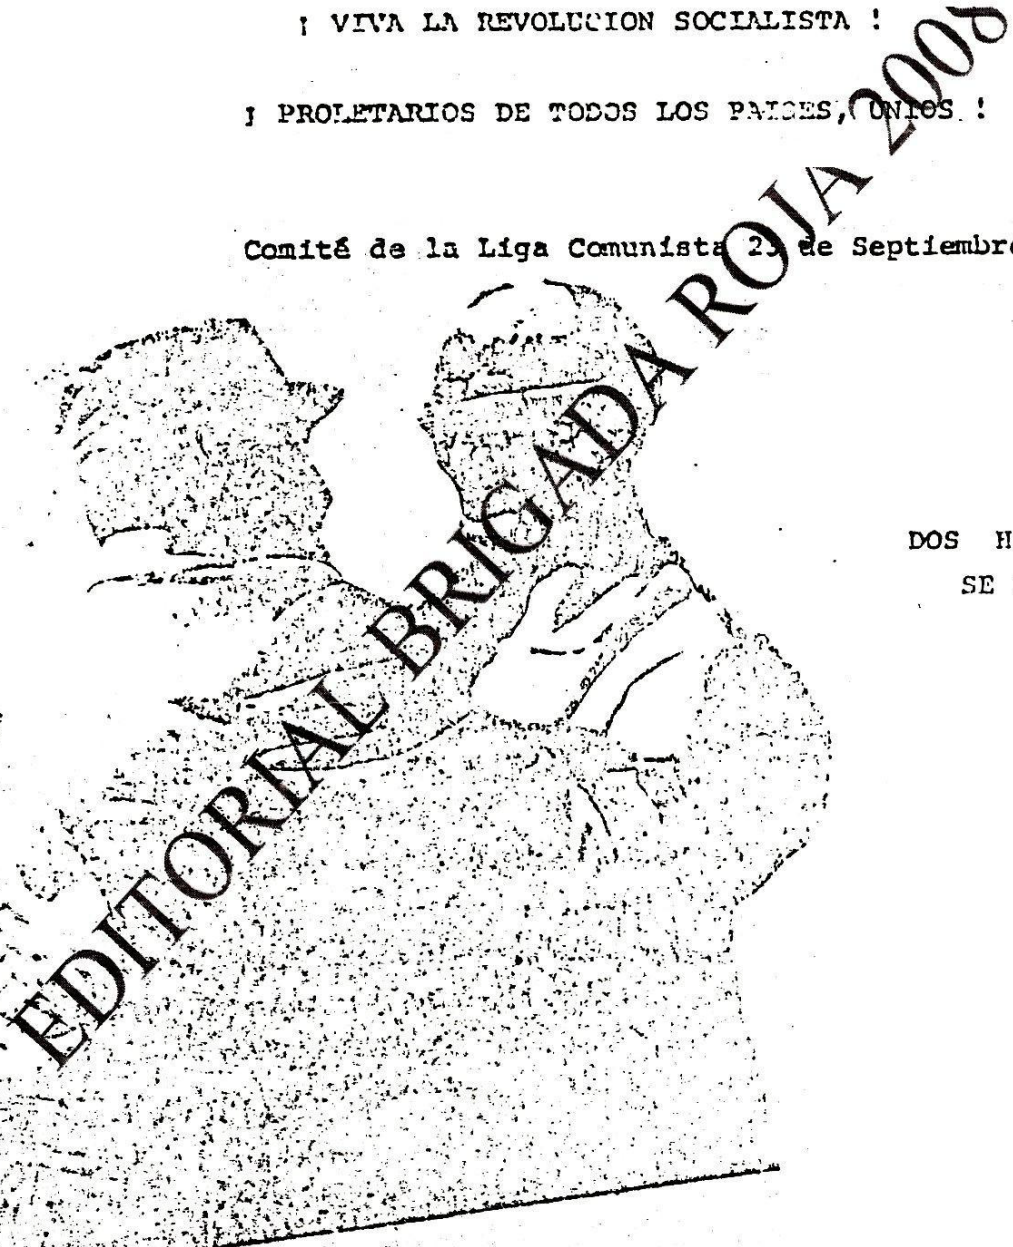 ¡ VIVA LA REVOLUCION SOCIALISTA !
¡ PROLETARIOS DE TODOS LOS PAISES, UNIOS !
Comité de la Liga Comunista 23 de Septiembre
DOS H
SE
EDITORIAL BRIGADA ROJA 2008